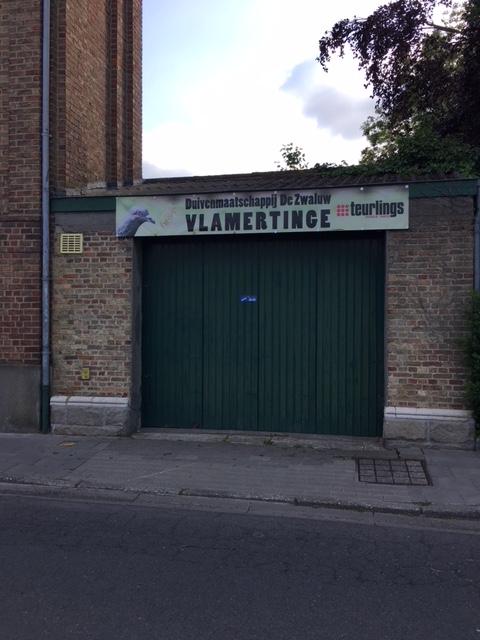 Duivenmaatschappij De Zwaluw
VLAMERTINGE
teurlings